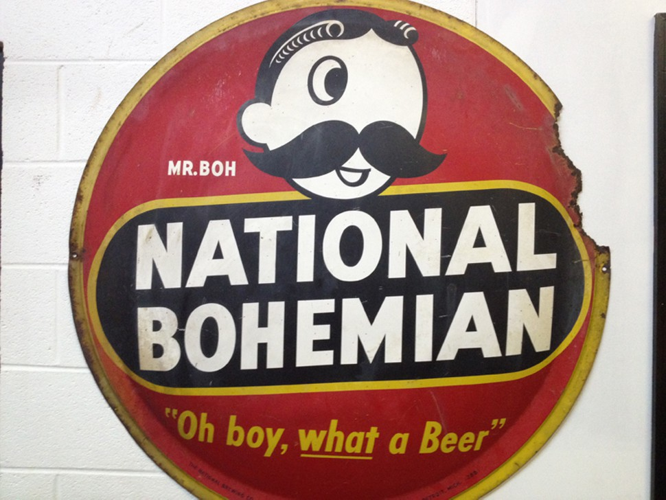 MR.BOH
NATIONAL
BOHEMIAN
"Oh boy, what a Beer"